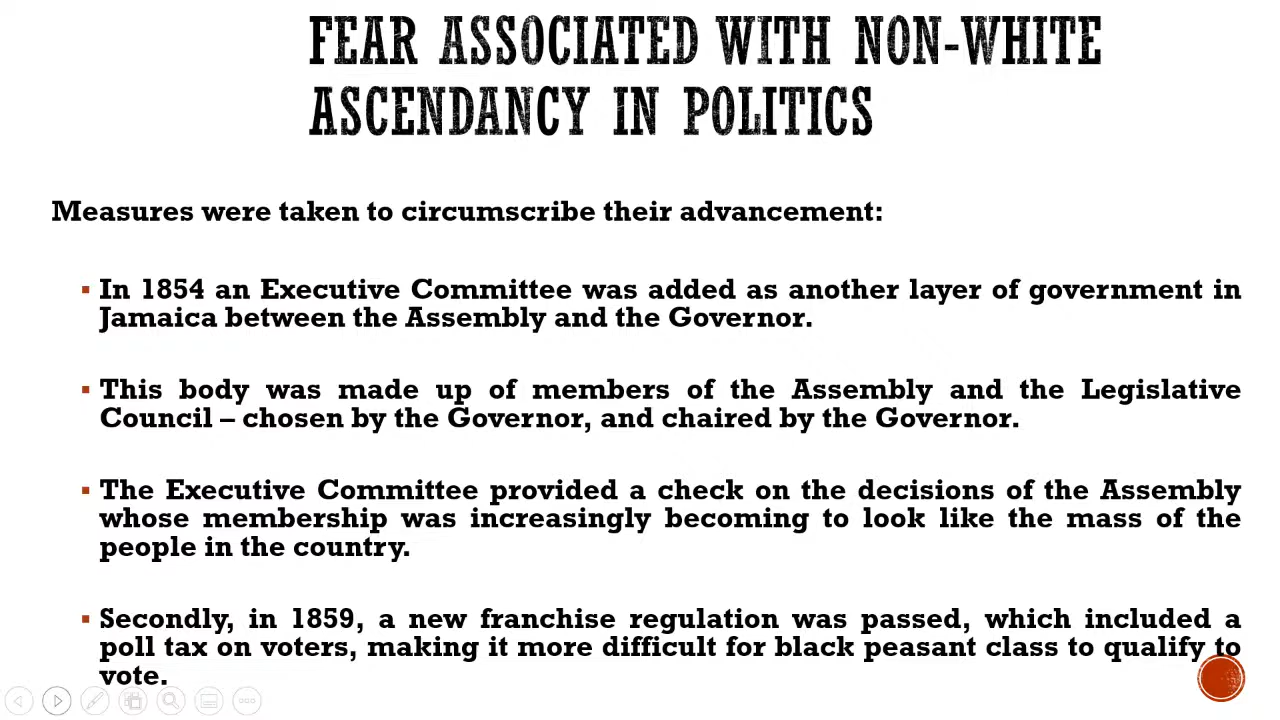 FEAR ASSOCIATED WITH NON-WHITE
ASCENDANCY IN POLITICS
Measures were taken to circumscribe their advancement:
▪ In 1854 an Executive Committee was added as another layer of government in
Jamaica between the Assembly and the Governor.
▪ This body was made up of members of the Assembly and the Legislative
Council – chosen by the Governor, and chaired by the Governor.
▪ The Executive Committee provided a check on the decisions of the Assembly
whose membership was increasingly becoming to look like the mass of the
people in the country.
▪ Secondly, in 1859, a new franchise regulation was passed, which included a
poll tax on voters, making it more difficult for black peasant class to qualify to
vote.